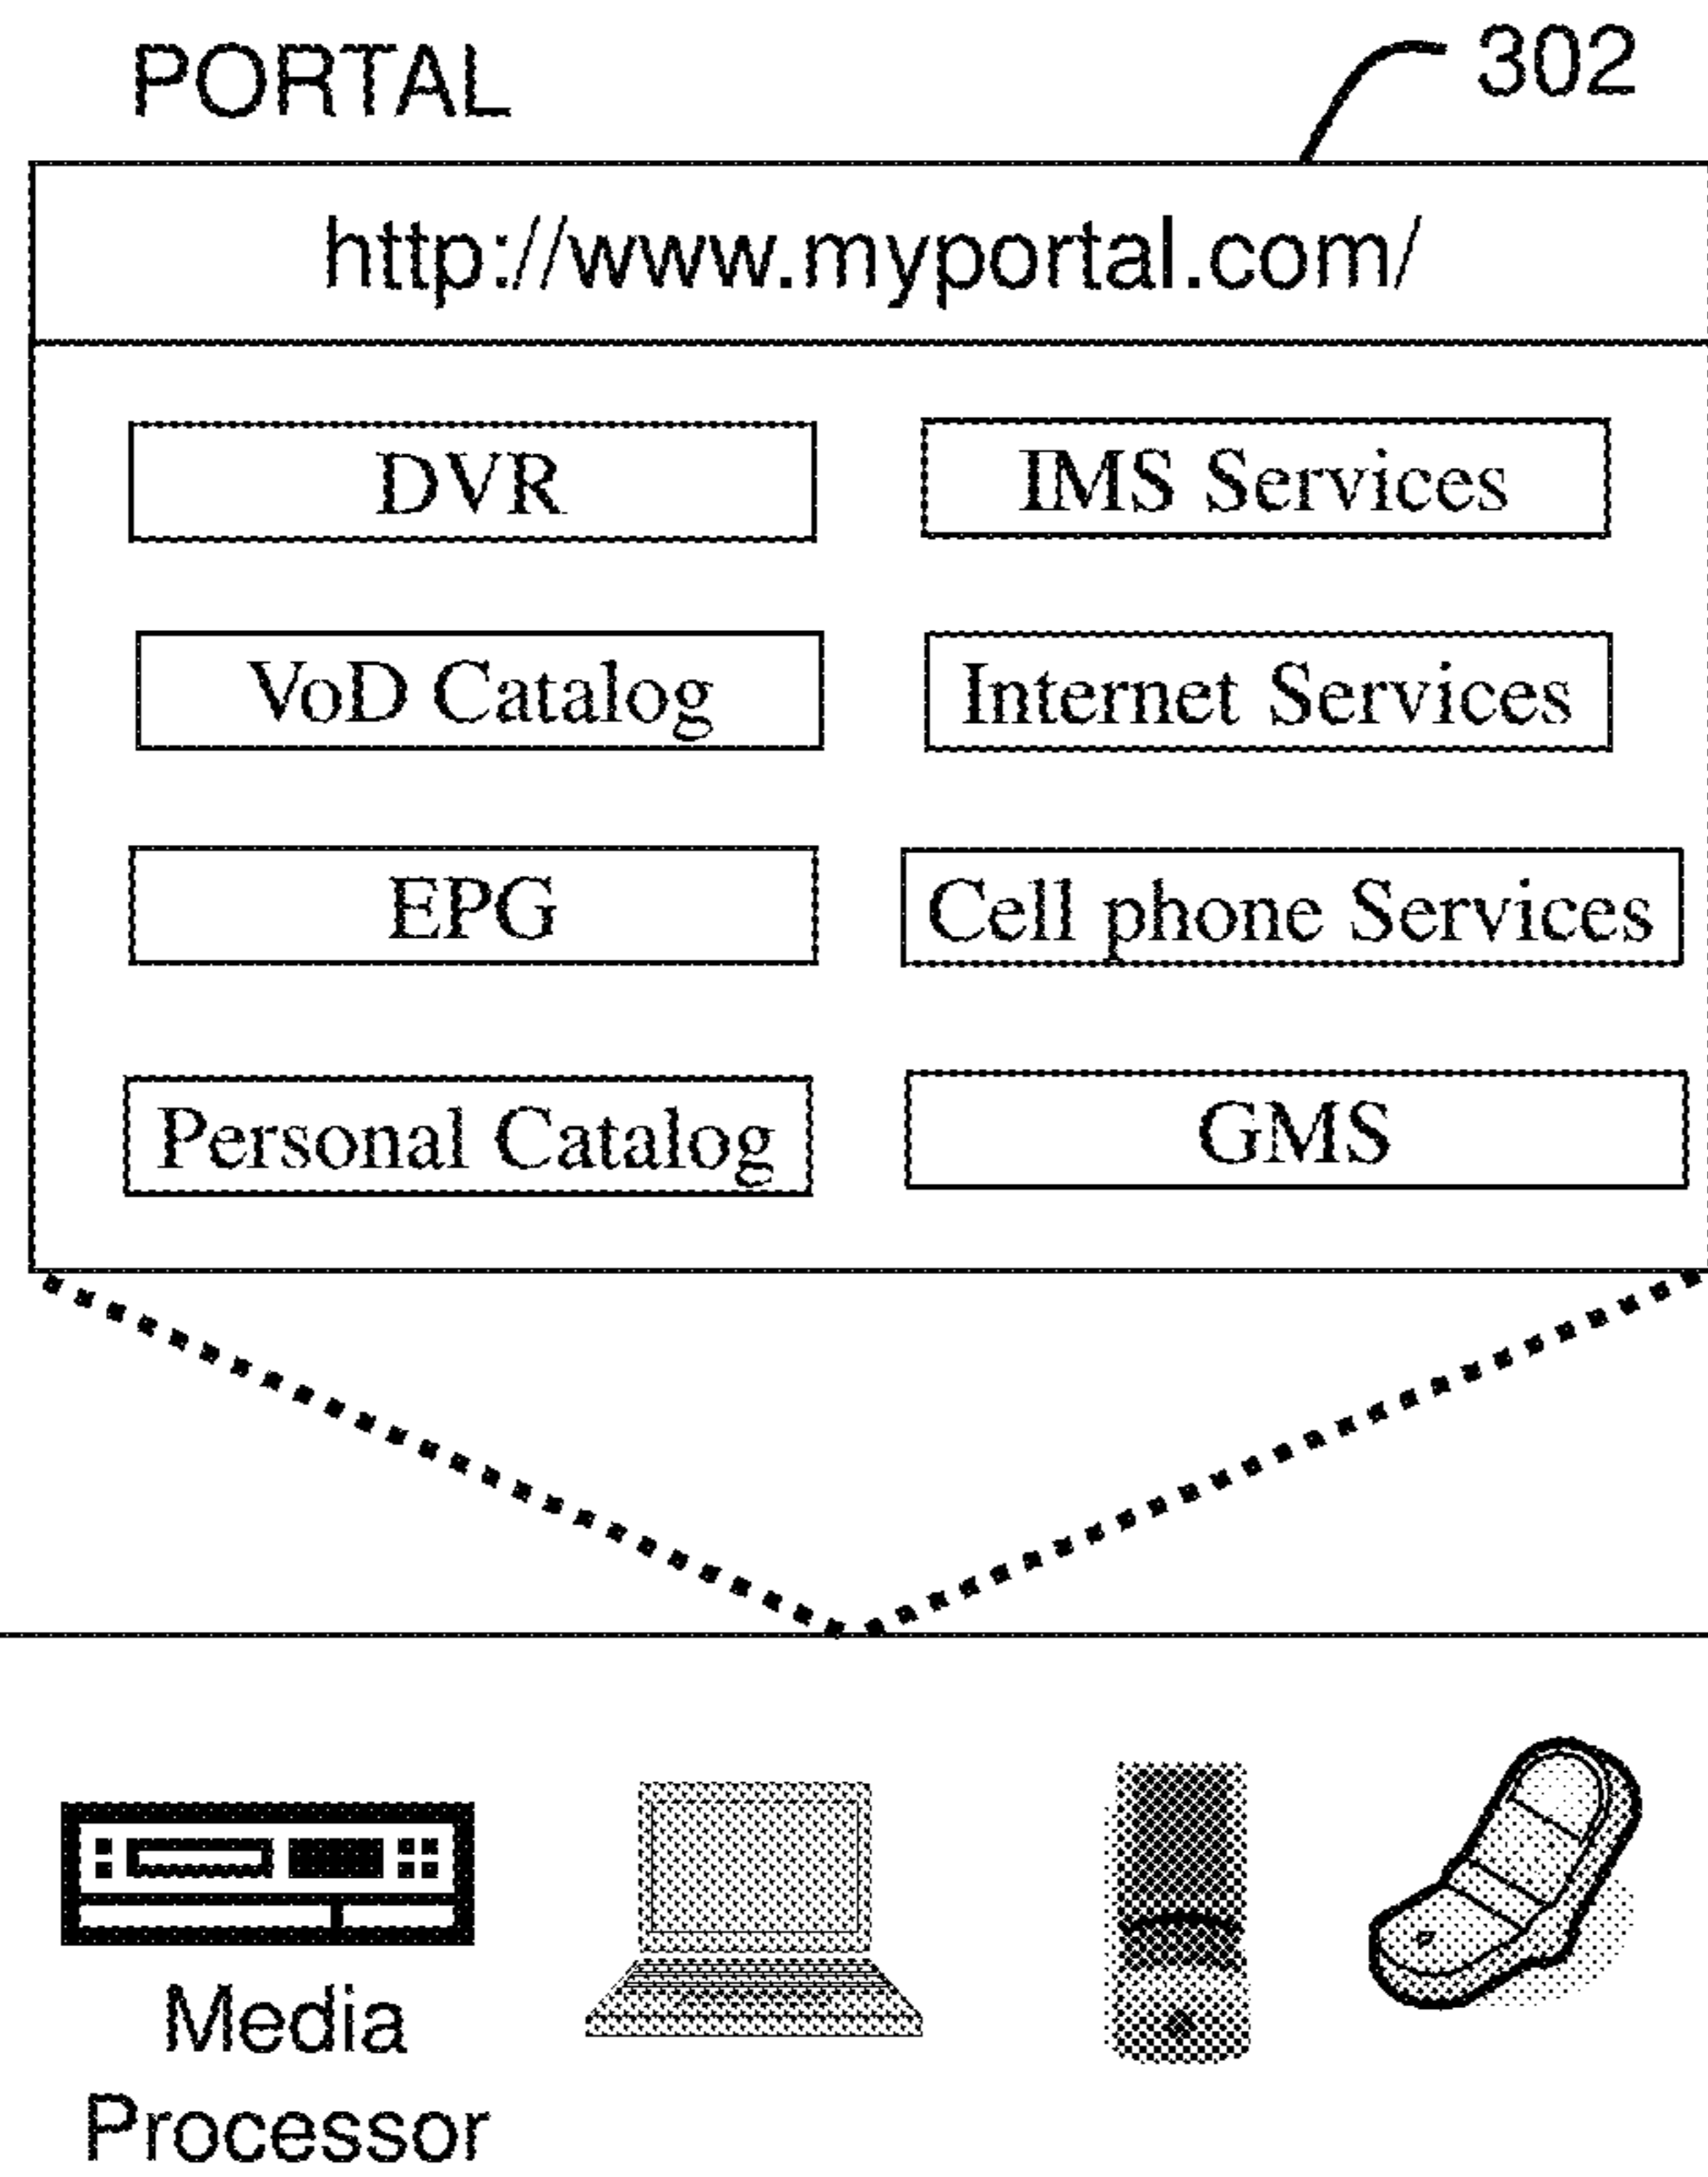 PORTAL
302
http://www.myportal.com/
DVR
IMS Services
VoD Catalog
Internet Services
EPG
Cell phone Services
Personal Catalog
GMS
Media
Processor